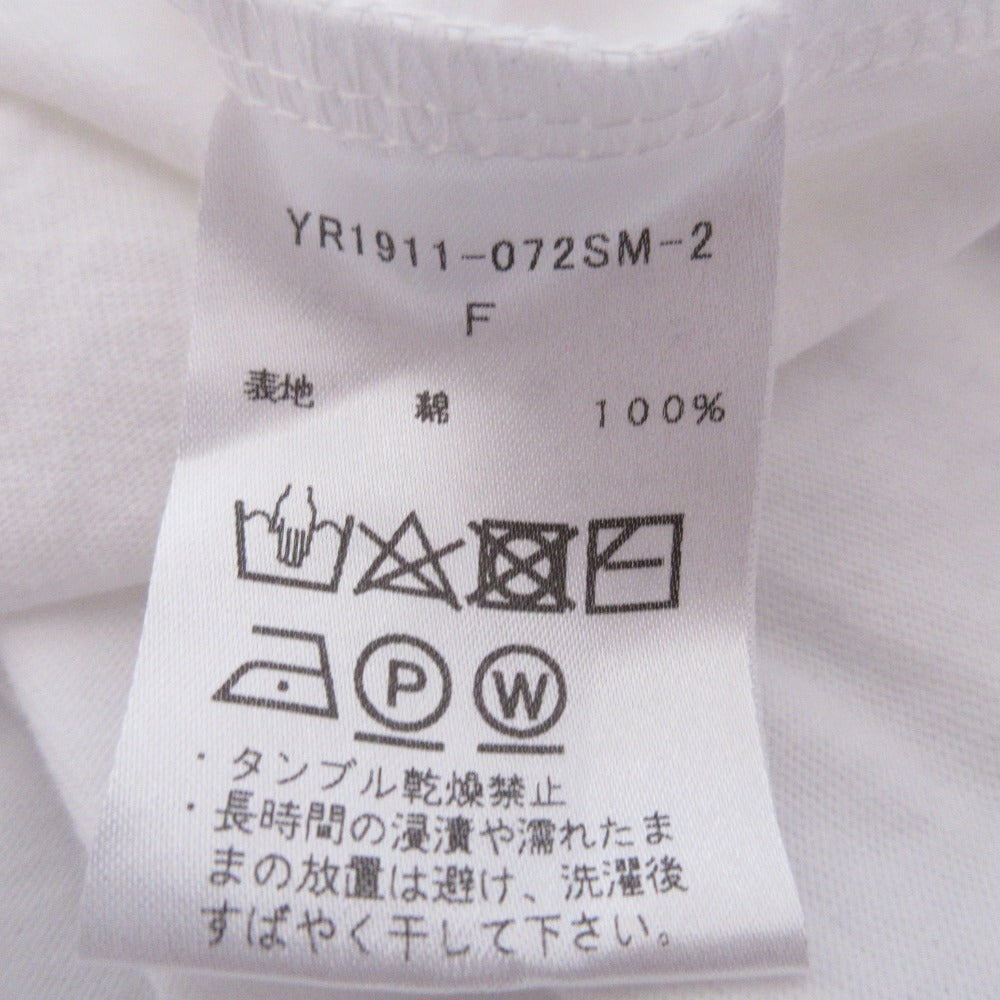 YR1911-072SM-2
F
表地 綿 100%
P W
・タンブル乾燥禁止
・長時間の浸漬や濡れたま
まの放置は避け、洗濯後
すばやく干して下さい。